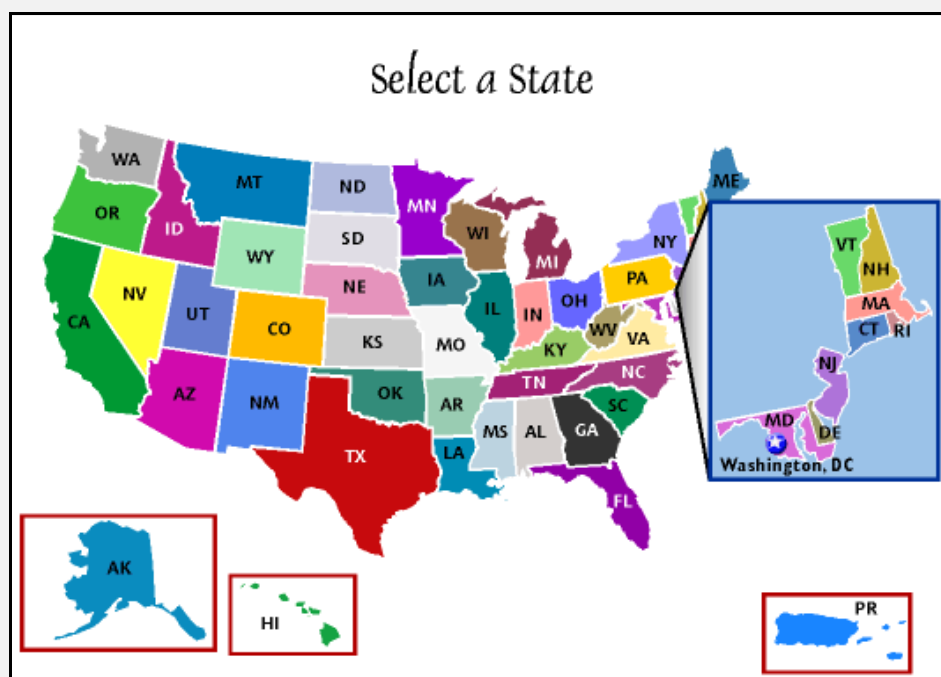 Select a State
WA
MT
ND
MN
ME
OR
ID
WY
SD
WI
MI
NY
VT
NH
NV
UT
CO
NE
IA
IL
IN
OH
PA
MA
CT
RI
CA
KS
MO
KY
WV
VA
NJ
AZ
NM
OK
AR
TN
NC
SC
MD
DE
Washington, DC
TX
LA
MS
AL
GA
FL
AK
HI
PR